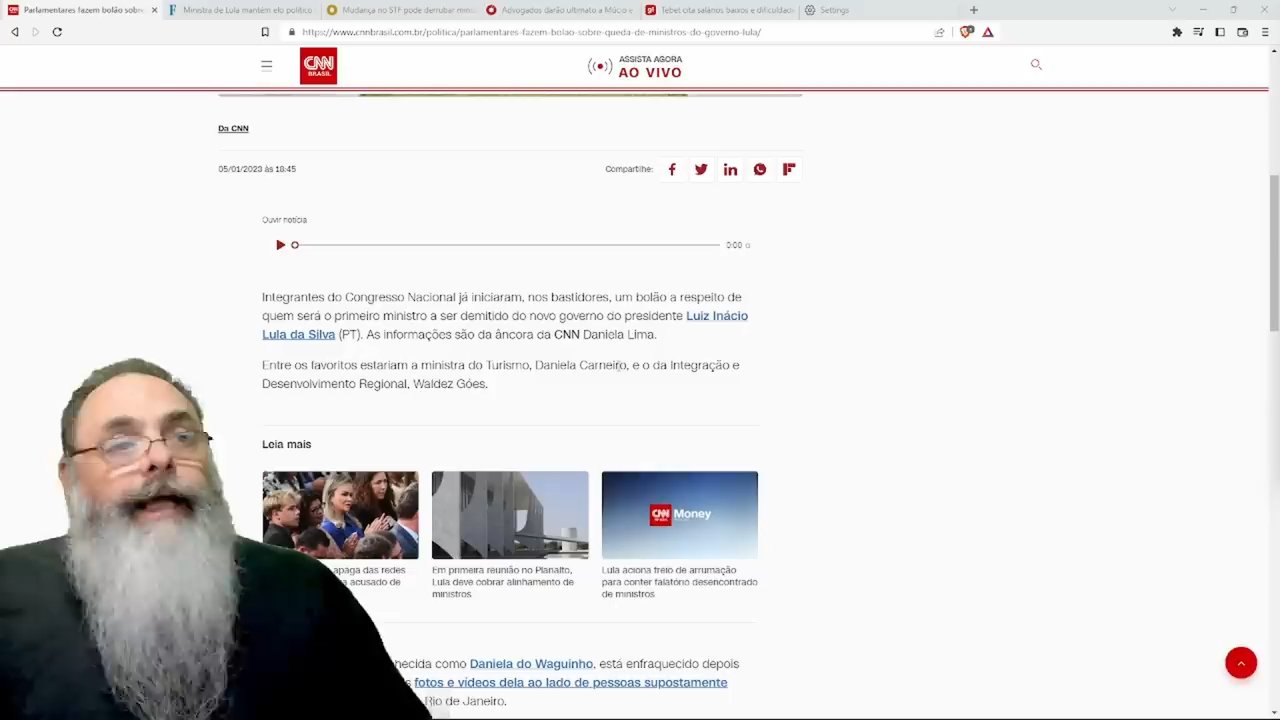 Parlamentares fazem bolão sobre
Ministra de Lula mantém elo político
Mudança no STF pode derrubar minis
Advogados darão ultimato a Múcio e
Tebet cita salários baixos e dificuldad
Settings
https://www.cnnbrasil.com.br/politica/parlamentares-fazem-bolao-sobre-queda-de-ministros-do-governo-lula/
CNN
BRASIL
ASSISTA AGORA
AO VIVO
Da CNN
05/01/2023 às 18:45
Compartilhe:
Ouvir notícia
0:00
Integrantes do Congresso Nacional já iniciaram, nos bastidores, um bolão a respeito de
quem será o primeiro ministro a ser demitido do novo governo do presidente Luiz Inácio
Lula da Silva (PT). As informações são da âncora da CNN Daniela Lima.
Entre os favoritos estariam a ministra do Turismo, Daniela Carneiro, e o da Integração e
Desenvolvimento Regional, Waldez Góes.
Leia mais
CNN Money
BRASIL
apaga das redes
a acusado de
Em primeira reunião no Planalto,
Lula deve cobrar alinhamento de
ministros
Lula aciona freio de arrumação
para conter falatório desencontrado
de ministros
hecida como Daniela do Waguinho, está enfraquecido depois
fotos e vídeos dela ao lado de pessoas supostamente
Rio de Janeiro.